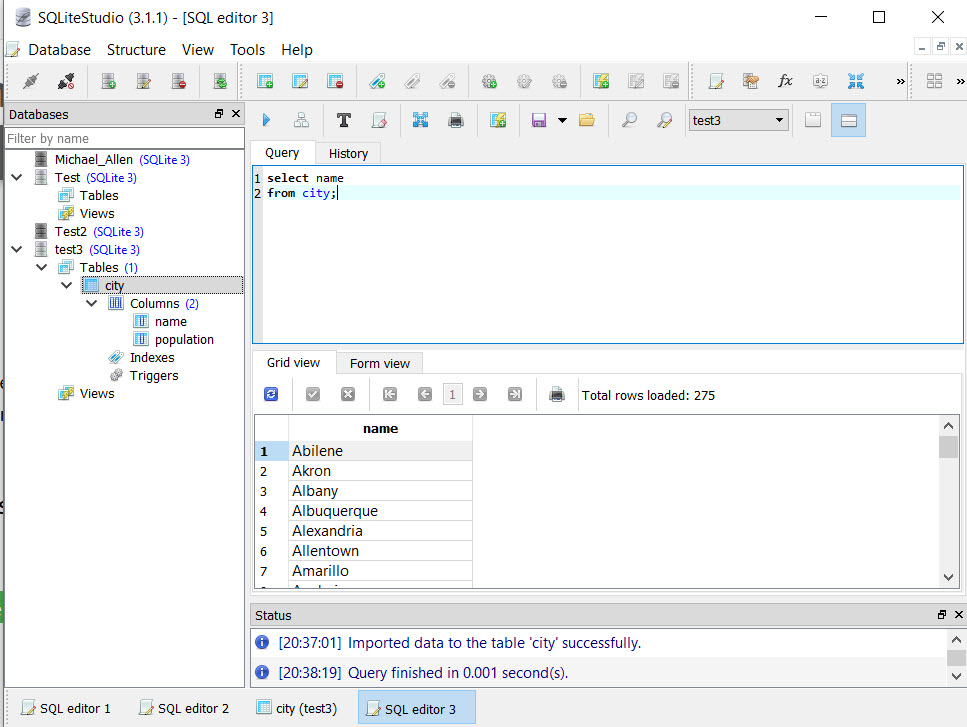 SQLiteStudio (3.1.1) - [SQL editor 3]
Database Structure View Tools Help
Databases
Filter by name
Michael_Allen (SQLite 3)
Test (SQLite 3)
Tables
Views
Test2 (SQLite 3)
test3 (SQLite 3)
Tables (1)
city
Columns (2)
name
population
Indexes
Triggers
Views
test3
Query History
1 select name
2 from city;
Grid view Form view
1 Total rows loaded: 275
name
1 Abilene
2 Akron
3 Albany
4 Albuquerque
5 Alexandria
6 Allentown
7 Amarillo
Status
[20:37:01] Imported data to the table 'city' successfully.
[20:38:19] Query finished in 0.001 second(s).
SQL editor 1 SQL editor 2 city (test3) SQL editor 3